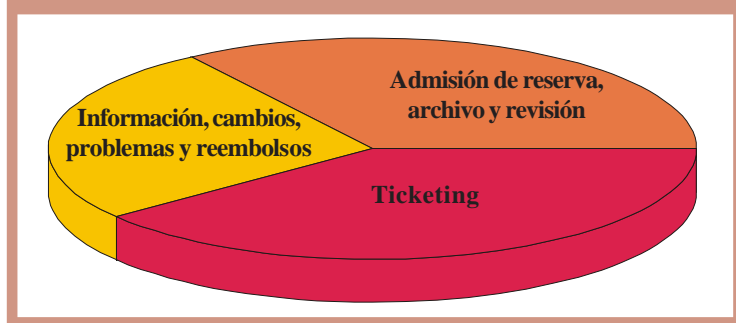 Admisión de reserva,
archivo y revisión
Información, cambios,
problemas y reembolsos
Ticketing